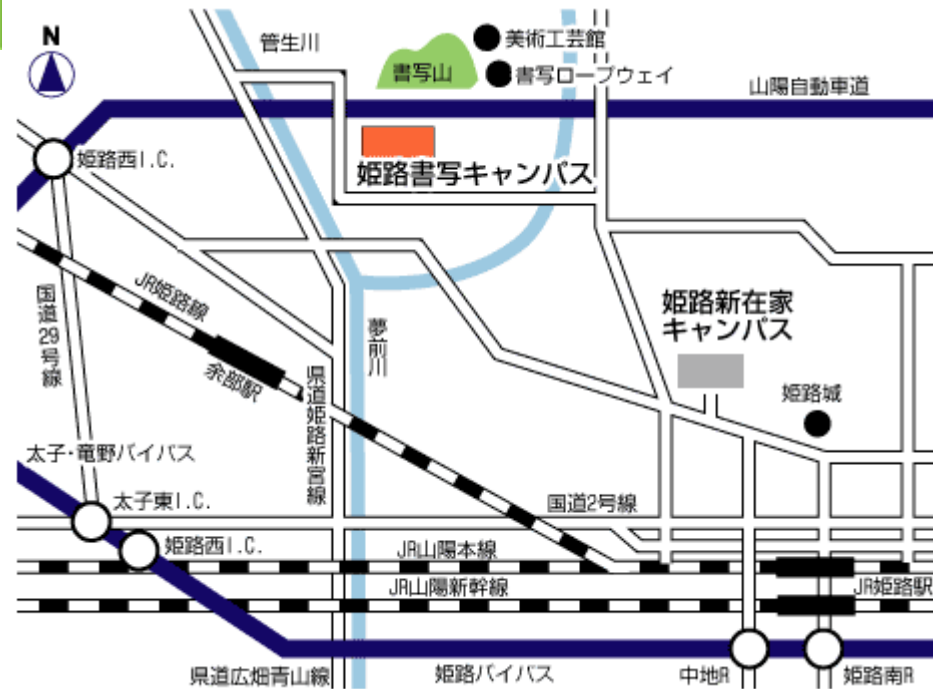 N
管生川
書写山
美術工芸館
書写ロープウェイ
山陽自動車道
姫路西I.C.
姫路書写キャンパス
国道29号線
JR姫路線
余部駅
県道姫路新宮線
夢前川
姫路新在家
キャンパス
姫路城
太子・竜野バイパス
太子東I.C.
姫路西I.C.
国道2号線
JR山陽本線
JR山陽新幹線
JR姫路駅
県道広畑青山線
姫路バイパス
中地R
姫路南R